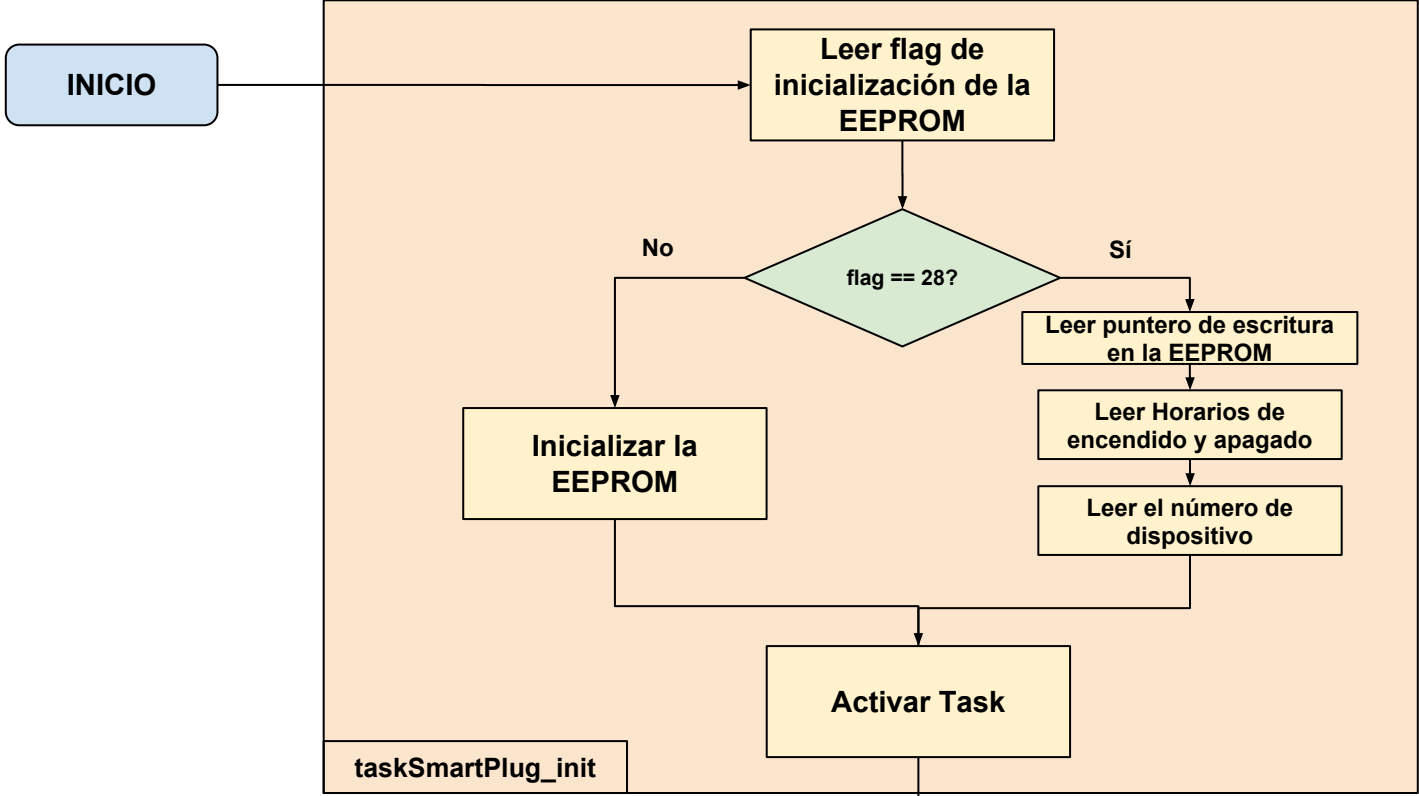 INICIO
Leer flag de
inicialización de la
EEPROM
No
Sí
flag == 28?
Leer puntero de escritura
en la EEPROM
Leer Horarios de
encendido y apagado
Inicializar la
EEPROM
Leer el número de
dispositivo
Activar Task
taskSmartPlug_init